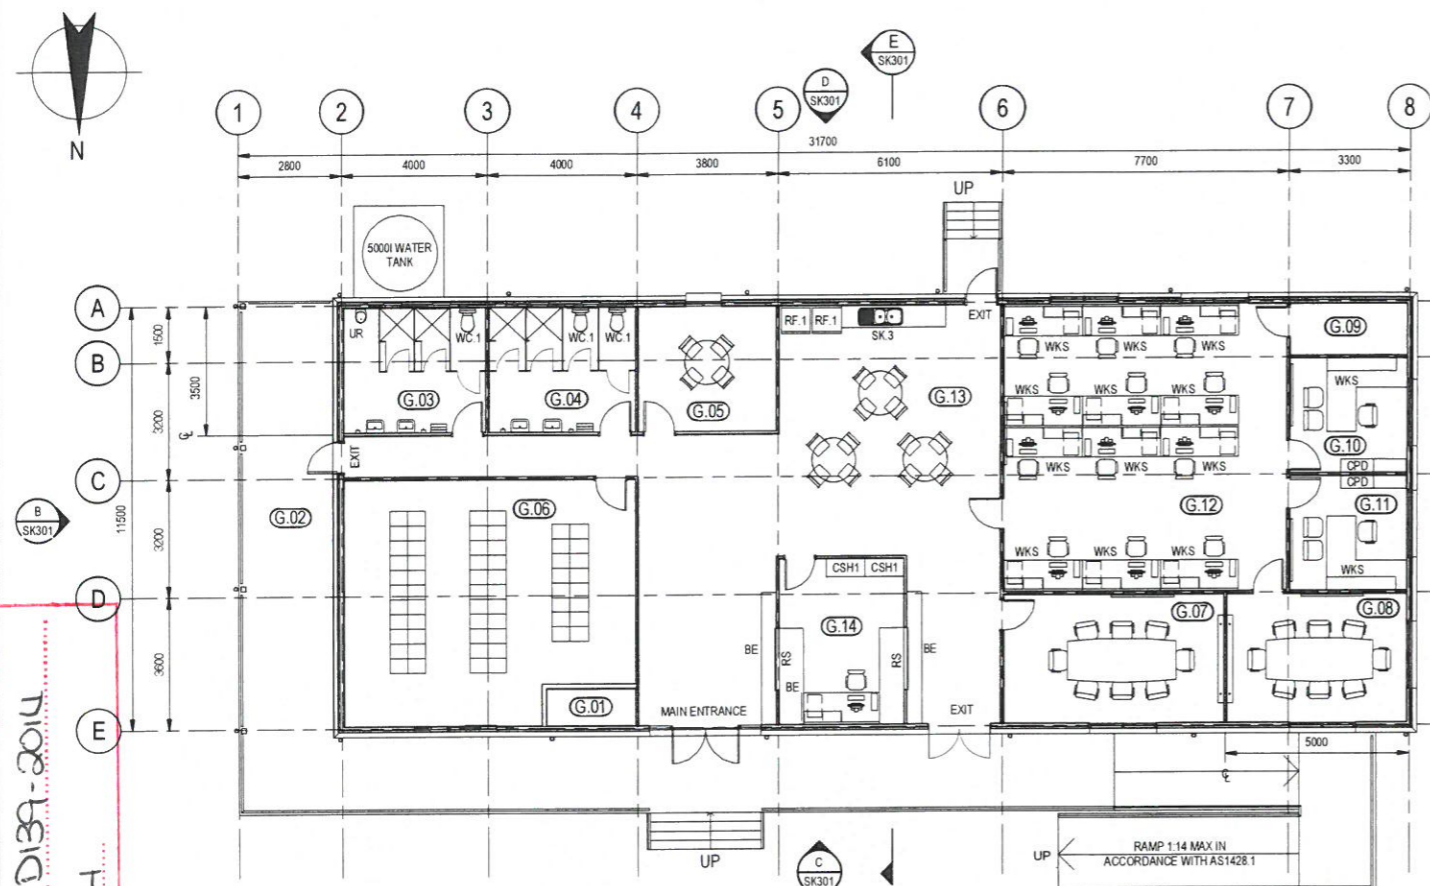 N
E
SK301
D
SK301
1 2 3 4 5 6 7 8
31700
2800 4000 4000 3800 6100 7700 3300
UP
5000l WATER
TANK
A
B
C
D
E
1500
3200
3200
3600
3500
11500
℄
B
SK301
UR
WC.1
WC.1
WC.1
RF.1 RF.1
SK.3
EXIT
G.03
G.04
G.05
G.13
WKS WKS WKS
WKS WKS WKS
WKS WKS WKS
WKS WKS WKS
G.09
WKS
G.10
CPD
CPD
G.11
WKS
G.12
EXIT
G.02
G.06
G.01
CSH1 CSH1
G.14
BE
RS
BE
RS
BE
G.07
G.08
MAIN ENTRANCE
EXIT
5000
℄
UP
UP
RAMP 1:14 MAX IN
ACCORDANCE WITH AS1428.1
C
SK301
D139-2014